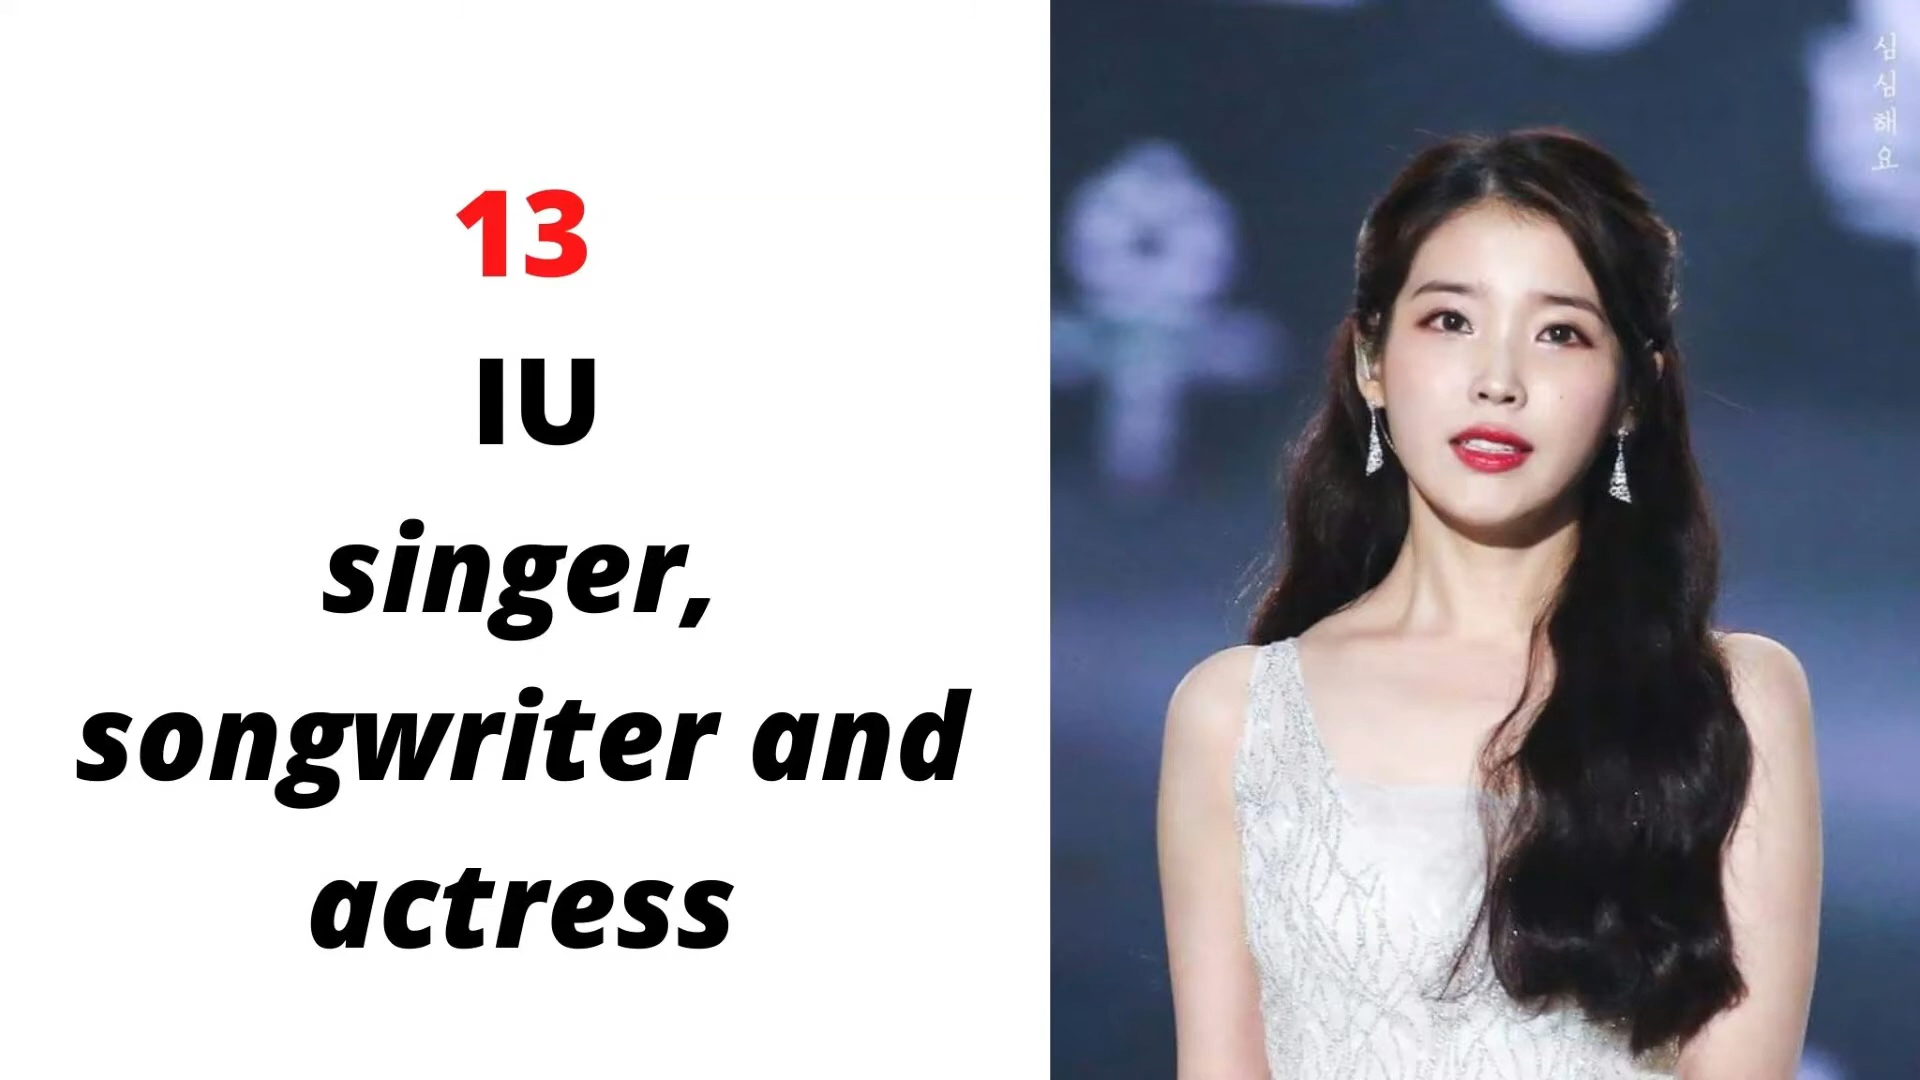 13
IU
singer,
songwriter and
actress
심심해요